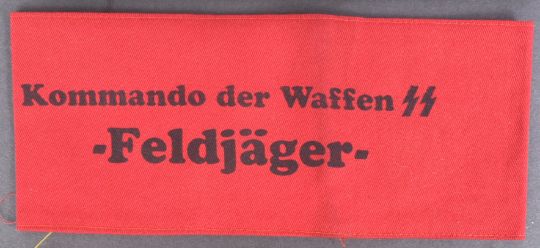 Kommando der Waffen ᛋᛋ
-Feldjäger-